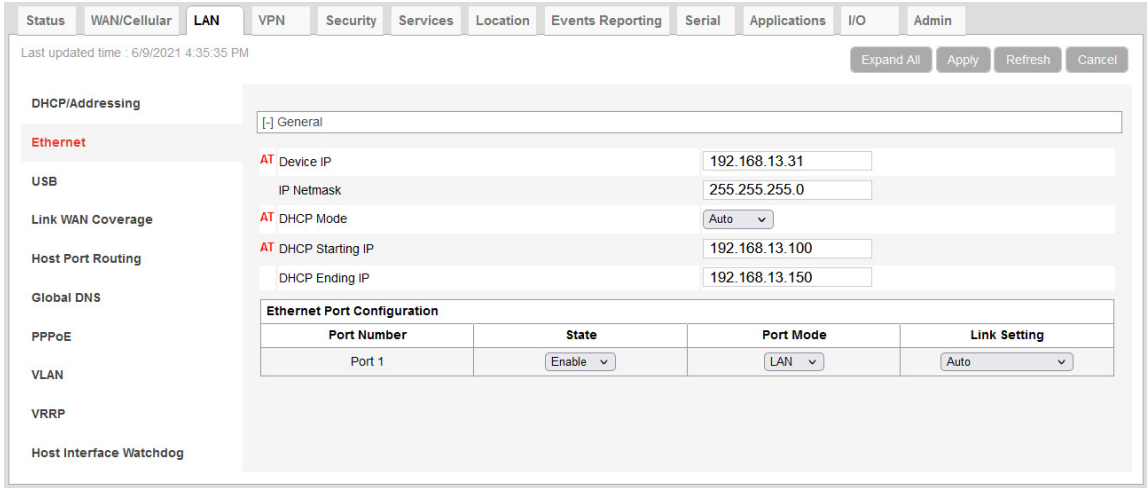 Status WAN/Cellular LAN VPN Security Services Location Events Reporting Serial Applications I/O Admin
Last updated time : 6/9/2021 4:35:35 PM
Expand All Apply Refresh Cancel
DHCP/Addressing
Ethernet
USB
Link WAN Coverage
Host Port Routing
Global DNS
PPPoE
VLAN
VRRP
Host Interface Watchdog
[-] General
AT Device IP 192.168.13.31
IP Netmask 255.255.255.0
AT DHCP Mode Auto
AT DHCP Starting IP 192.168.13.100
DHCP Ending IP 192.168.13.150
Ethernet Port Configuration
Port Number State Port Mode Link Setting
Port 1 Enable LAN Auto